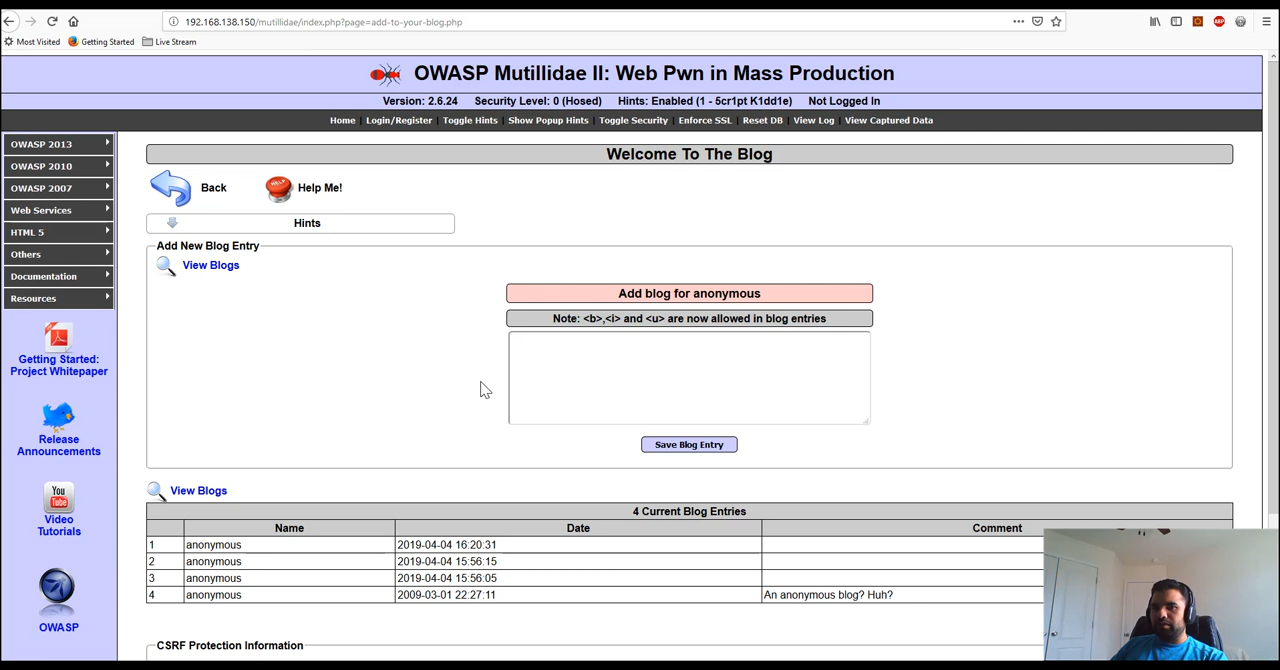 192.168.138.150/mutillidae/index.php?page=add-to-your-blog.php
Most Visited Getting Started Live Stream
OWASP Mutillidae II: Web Pwn in Mass Production
Version: 2.6.24 Security Level: 0 (Hosed) Hints: Enabled (1 - 5cr1pt K1dd1e) Not Logged In
Home | Login/Register | Toggle Hints | Show Popup Hints | Toggle Security | Enforce SSL | Reset DB | View Log | View Captured Data
OWASP 2013
OWASP 2010
OWASP 2007
Web Services
HTML 5
Others
Documentation
Resources
Getting Started:
Project Whitepaper
Release
Announcements
You
Tube
Video
Tutorials
OWASP
Welcome To The Blog
Back HELP Help Me!
Hints
Add New Blog Entry
View Blogs
Add blog for anonymous
Note: <b>,<i> and <u> are now allowed in blog entries
Save Blog Entry
View Blogs
4 Current Blog Entries
Name Date Comment
1 anonymous 2019-04-04 16:20:31
2 anonymous 2019-04-04 15:56:15
3 anonymous 2019-04-04 15:56:05
4 anonymous 2009-03-01 22:27:11 An anonymous blog? Huh?
CSRF Protection Information